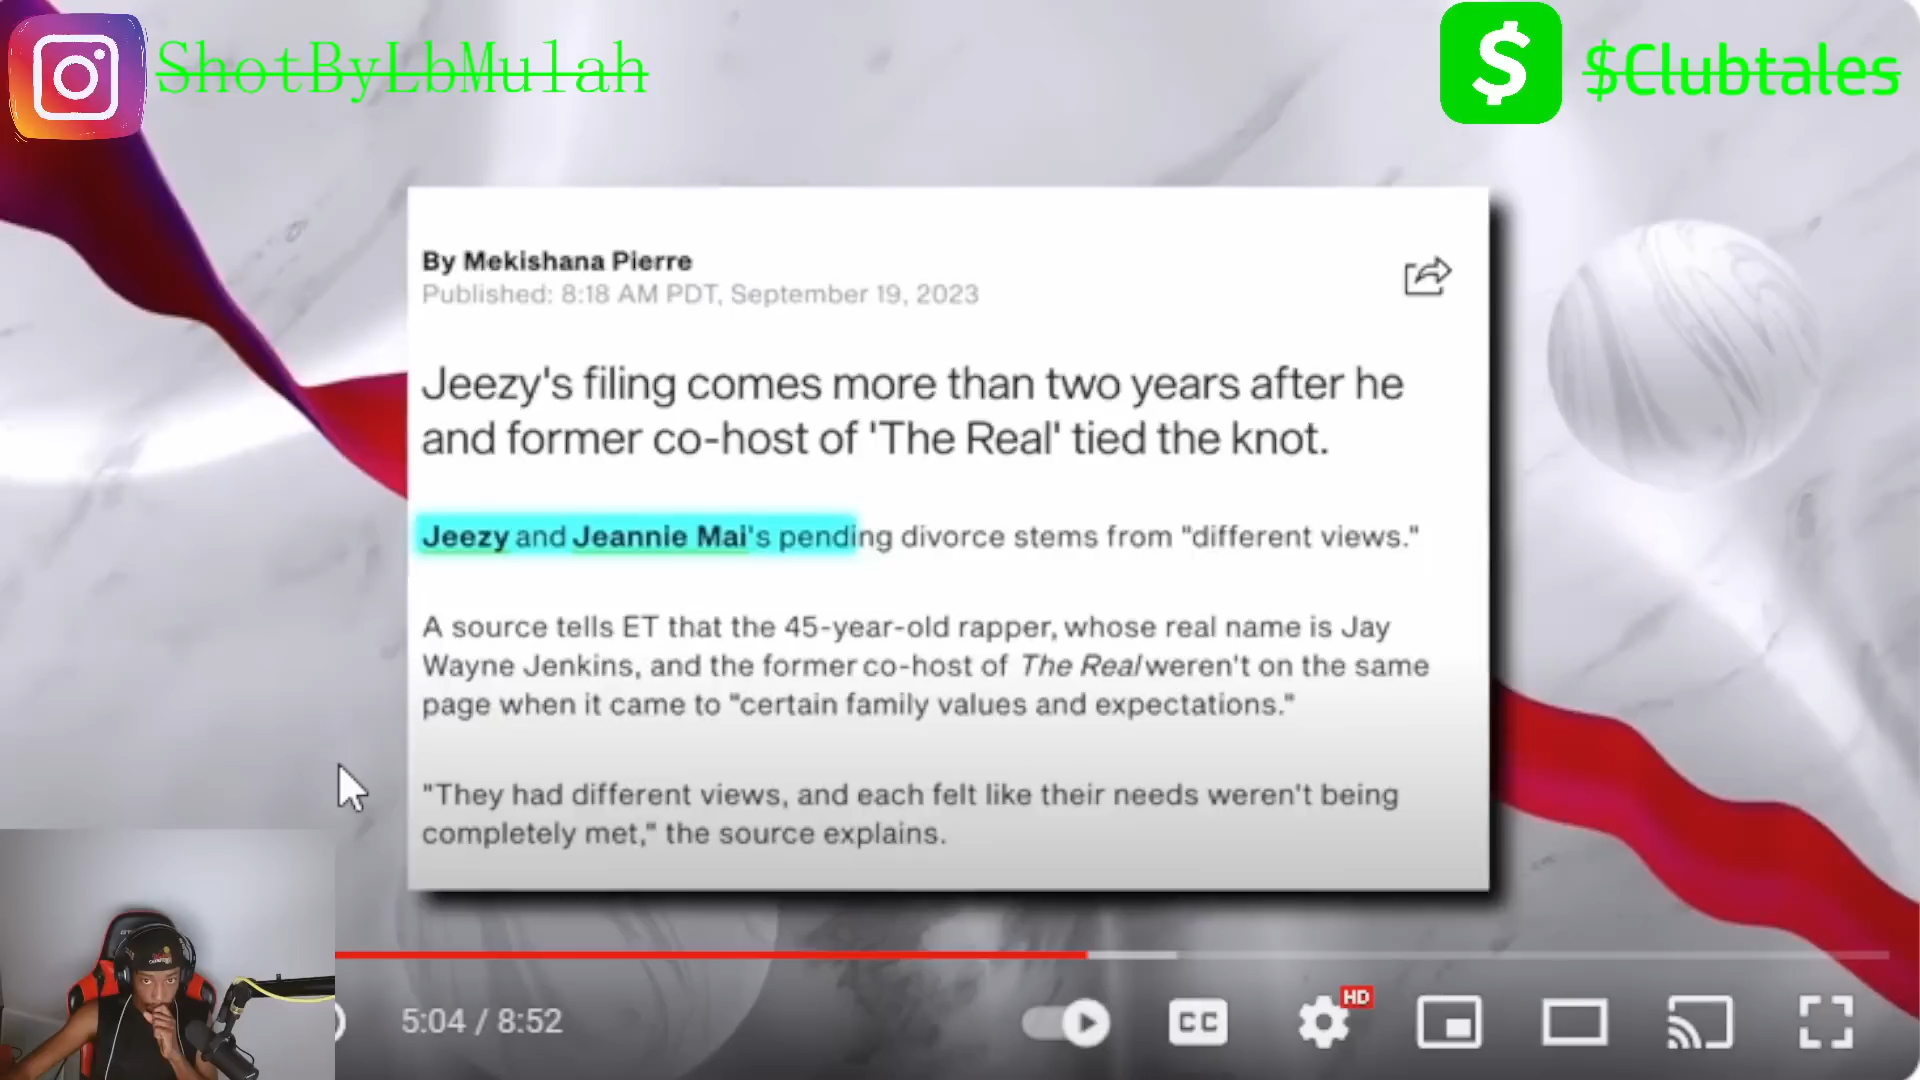 ShotByLbMulah
$Clubtales
By Mekishana Pierre
Published: 8:18 AM PDT, September 19, 2023
Jeezy's filing comes more than two years after he
and former co-host of 'The Real' tied the knot.
Jeezy and Jeannie Mai's pending divorce stems from "different views."
A source tells ET that the 45-year-old rapper, whose real name is Jay
Wayne Jenkins, and the former co-host of The Real weren't on the same
page when it came to "certain family values and expectations."
"They had different views, and each felt like their needs weren't being
completely met," the source explains.
5:04 / 8:52
CC
HD